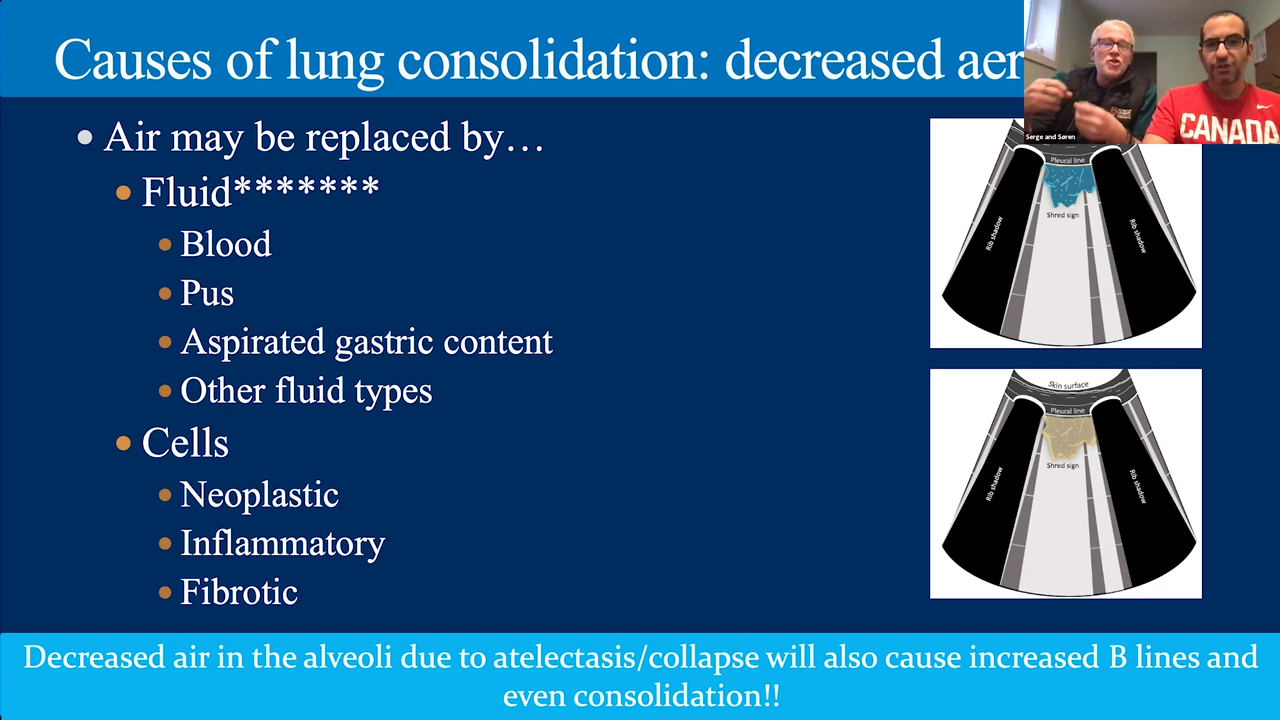 Causes of lung consolidation: decreased aer
Serge and Søren
CANADA
Air may be replaced by…
Fluid*******
Blood
Pus
Aspirated gastric content
Other fluid types
Cells
Neoplastic
Inflammatory
Fibrotic
Pleural line
Shred sign
Rib shadow
Rib shadow
Skin surface
Pleural line
Shred sign
Rib shadow
Rib shadow
Decreased air in the alveoli due to atelectasis/collapse will also cause increased B lines and
even consolidation!!